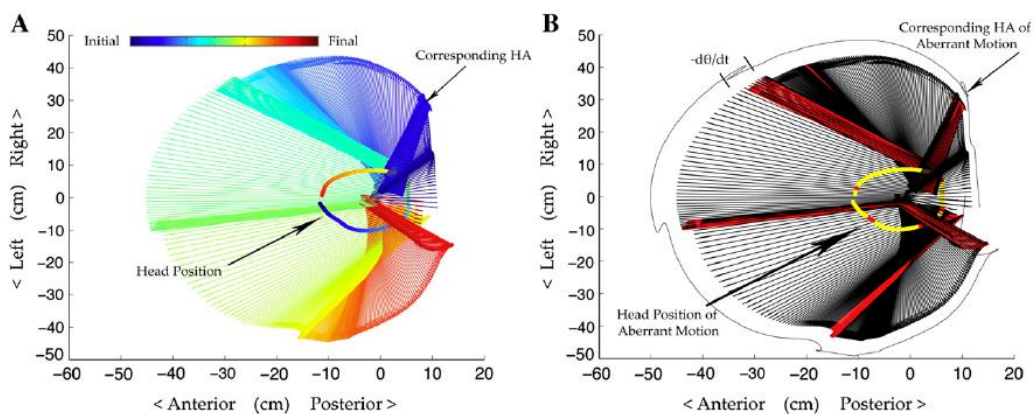 A
50
Initial
Final
Corresponding HA
40
30
20
10
0
−10
−20
−30
−40
−50
< Left (cm) Right >
Head Position
−60
−50
−40
−30
−20
−10
0
10
20
< Anterior (cm) Posterior >
B
50
Corresponding HA of
Aberrant Motion
-dθ/dt
40
30
20
10
0
−10
−20
−30
−40
−50
< Left (cm) Right >
Head Position of
Aberrant Motion
−60
−50
−40
−30
−20
−10
0
10
20
< Anterior (cm) Posterior >